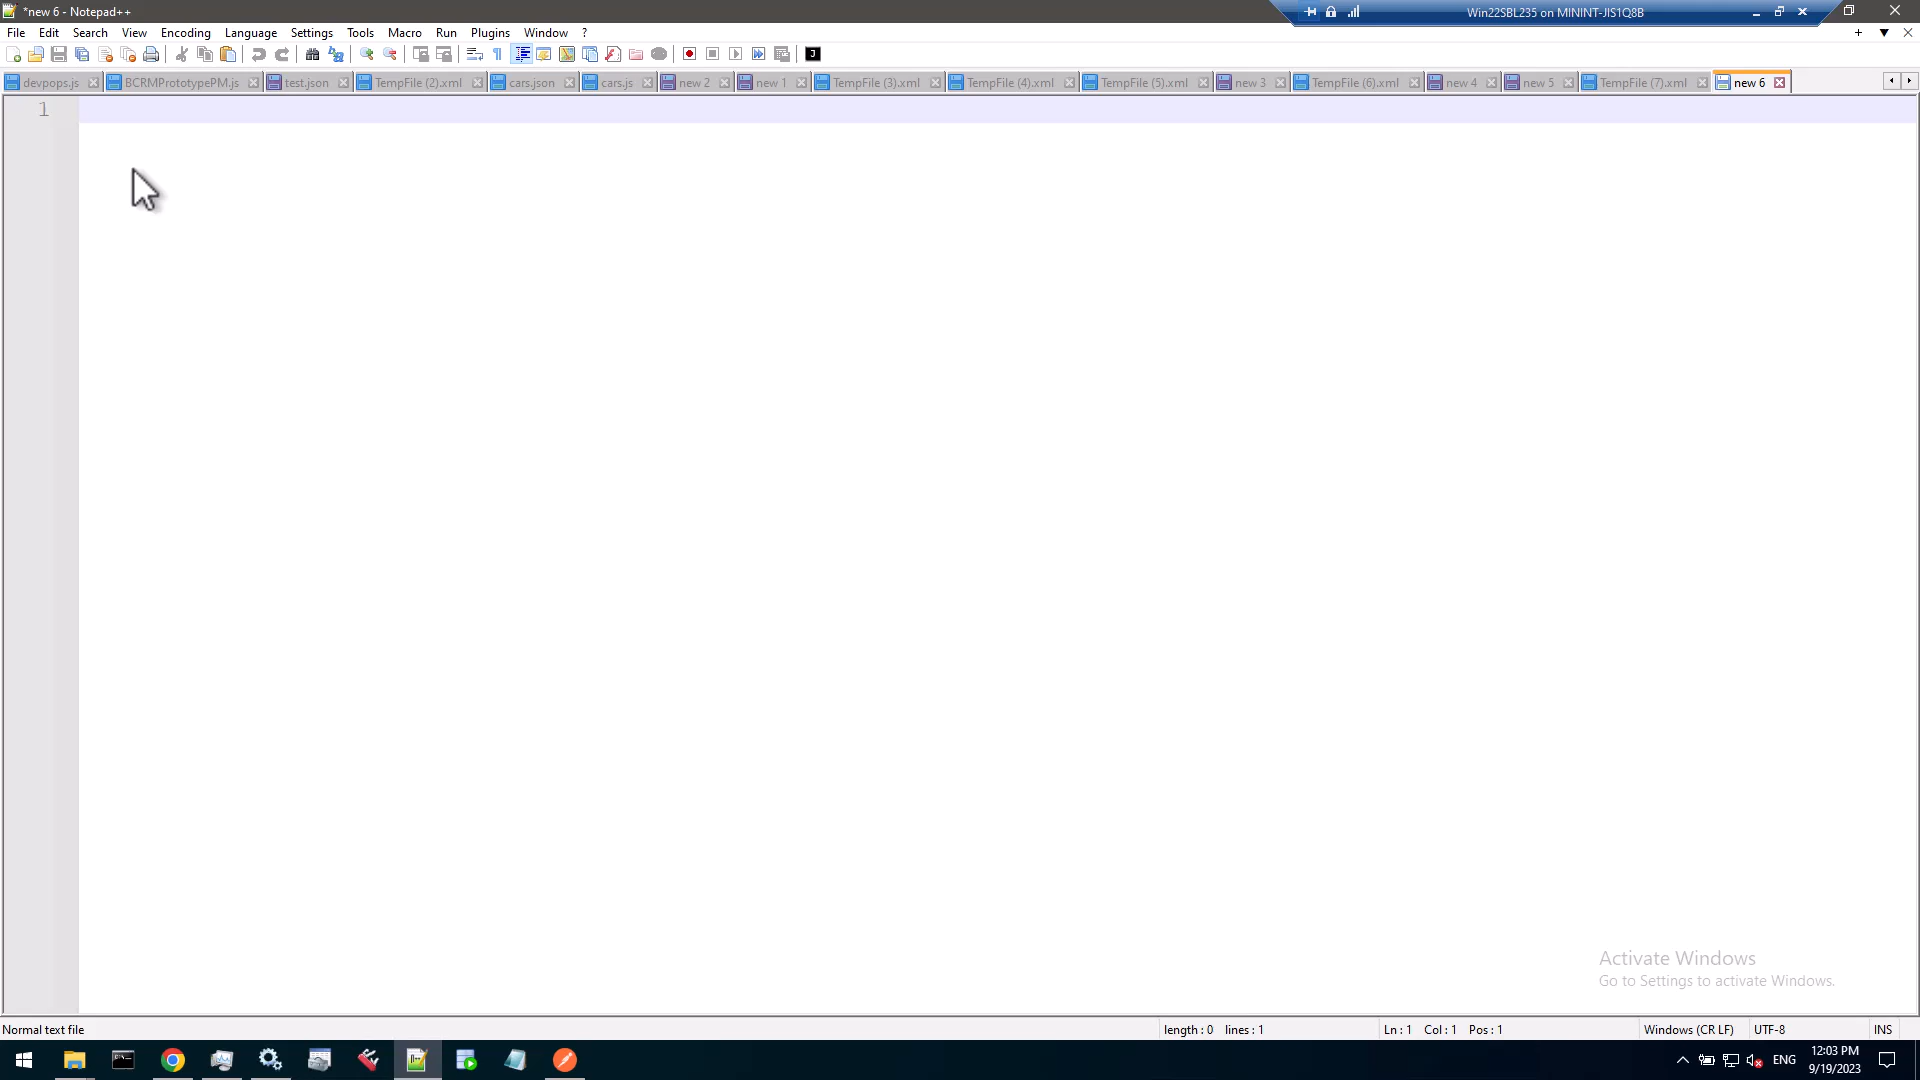 *new 6 - Notepad++
Win22SBL235 on MININT-JIS1Q8B
File Edit Search View Encoding Language Settings Tools Macro Run Plugins Window ?
devpops.js BCRMPrototypePM.js test.json TempFile (2).xml cars.json cars.js new 2 new 1 TempFile (3).xml TempFile (4).xml TempFile (5).xml new 3 TempFile (6).xml new 4 new 5 TempFile (7).xml new 6
1
Activate Windows
Go to Settings to activate Windows.
Normal text file length : 0 lines : 1 Ln : 1 Col : 1 Pos : 1 Windows (CR LF) UTF-8 INS
ENG 12:03 PM
9/19/2023